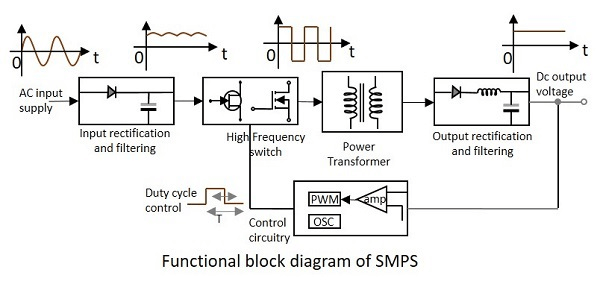 0
t
0
t
0
t
0
t
AC input
supply
Dc output
voltage
Input rectification
and filtering
High Frequency
switch
Power
Transformer
Output rectification
and filtering
Duty cycle
control
T
Control
circuitry
PWM
amp
OSC
Functional block diagram of SMPS